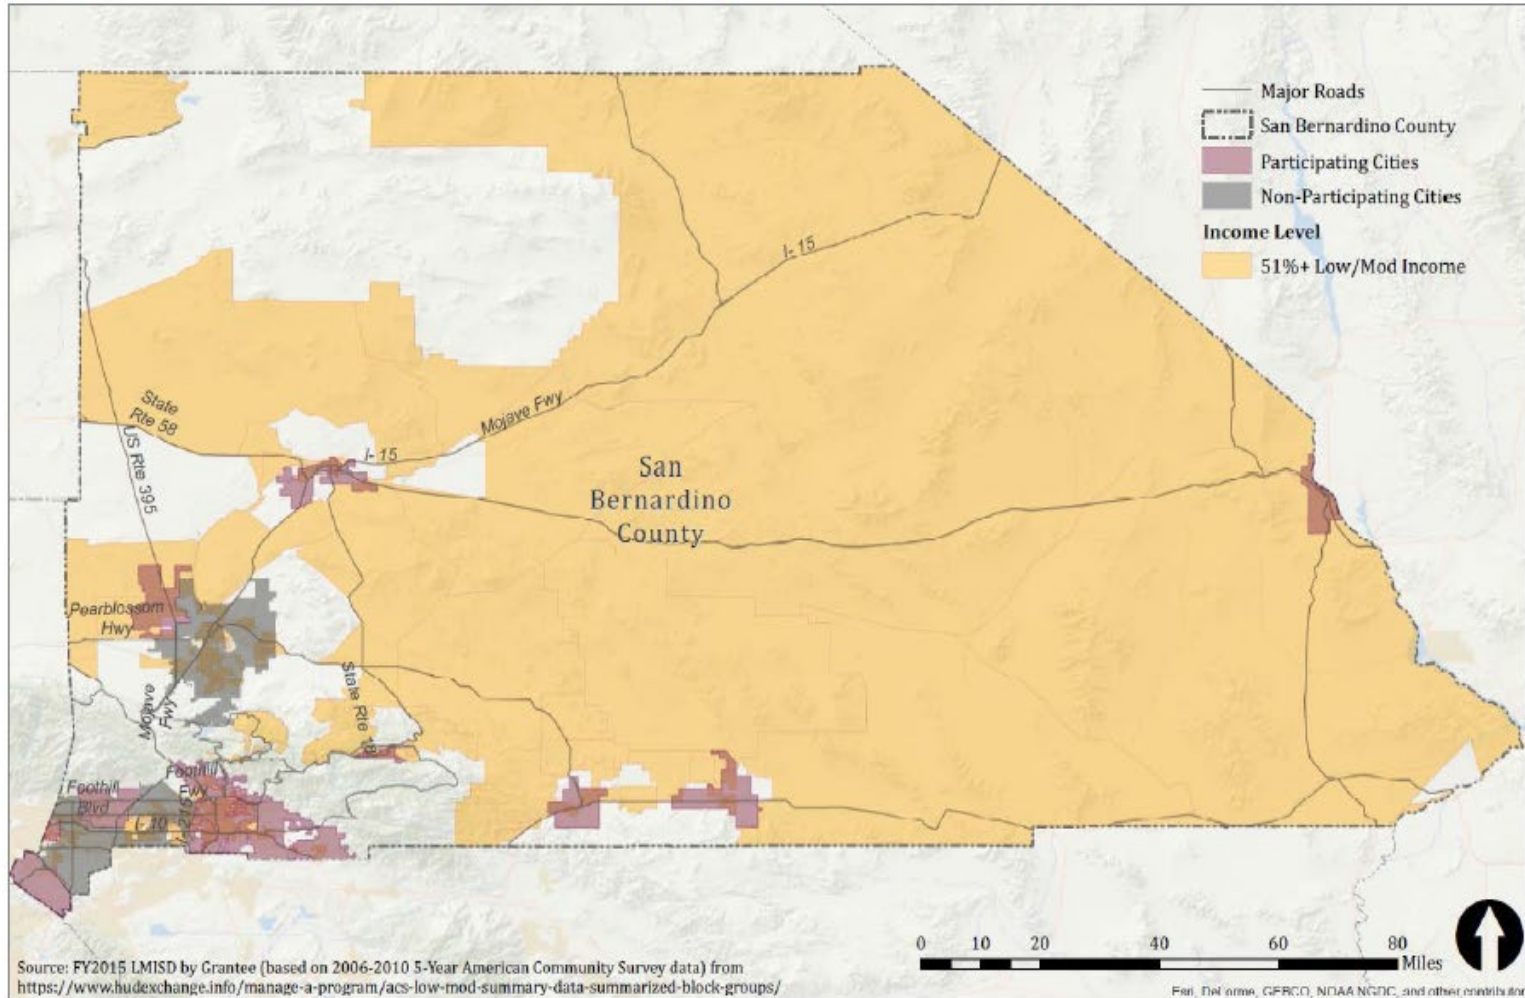 Major Roads
San Bernardino County
Participating Cities
Non-Participating Cities
Income Level
51%+ Low/Mod Income
I- 15
State
Rte 58
US Rte 395
Mojave Fwy
I- 15
San
Bernardino
County
Pearblossom
Hwy
Mojave
Fwy
State Rte 18
Foothill
Fwy
Foothill
Blvd
I- 10
I-215
0 10 20 40 60 80
Miles
Source: FY2015 LMISD by Grantee (based on 2006-2010 5-Year American Community Survey data) from
https://www.hudexchange.info/manage-a-program/acs-low-mod-summary-data-summarized-block-groups/
Esri, DeLorme, GEBCO, NOAA NGDC, and other contributor